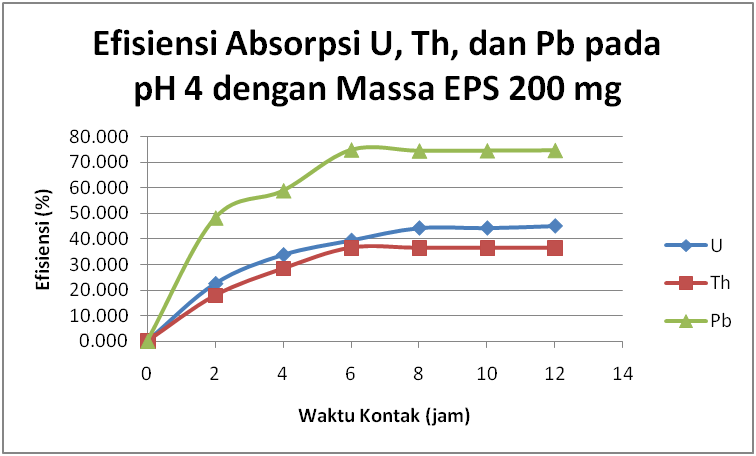 Efisiensi Absorpsi U, Th, dan Pb pada
pH 4 dengan Massa EPS 200 mg
Efisiensi (%)
80.000
70.000
60.000
50.000
40.000
30.000
20.000
10.000
0.000
0 2 4 6 8 10 12 14
Waktu Kontak (jam)
U
Th
Pb